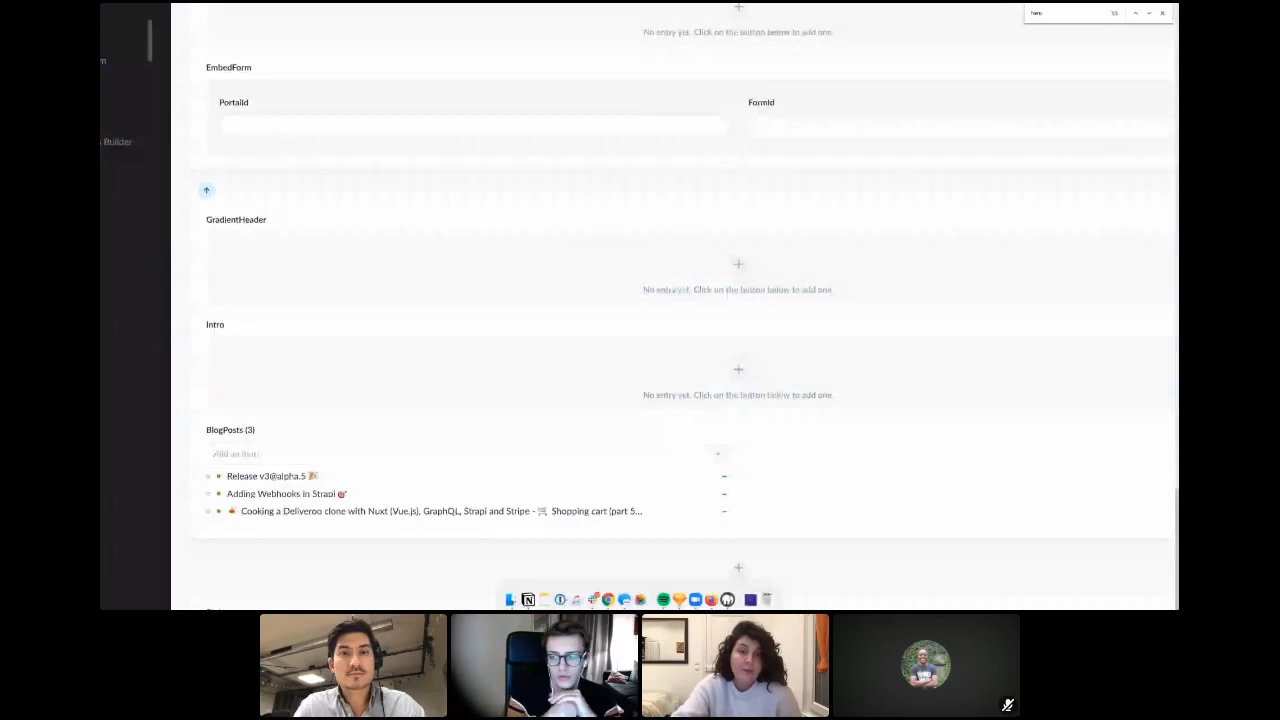 No entry yet. Click on the button below to add one.
EmbedForm
PortalId
FormId
Builder
GradientHeader
No entry yet. Click on the button below to add one.
Intro
No entry yet. Click on the button below to add one.
BlogPosts (3)
Add an item
Release v3@alpha.5 🎉
Adding Webhooks in Strapi 🎯
Cooking a Deliveroo clone with Nuxt (Vue.js), GraphQL, Strapi and Stripe - 🛒 Shopping cart (part 5...